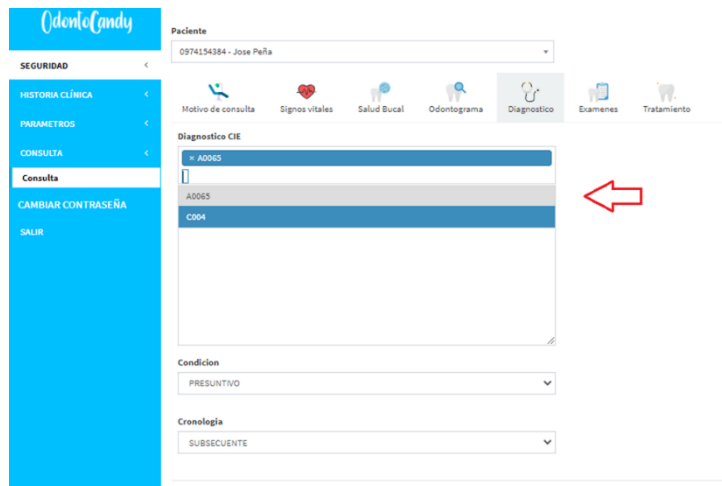 OdontoCandy
SEGURIDAD
HISTORIA CLÍNICA
PARAMETROS
CONSULTA
Consulta
CAMBIAR CONTRASEÑA
SALIR
Paciente
0974154384 - Jose Peña
Motivo de consulta
Signos vitales
Salud Bucal
Odontograma
Diagnostico
Examenes
Tratamiento
Diagnostico CIE
× A0065
A0065
C004
Condicion
PRESUNTIVO
Cronologia
SUBSECUENTE